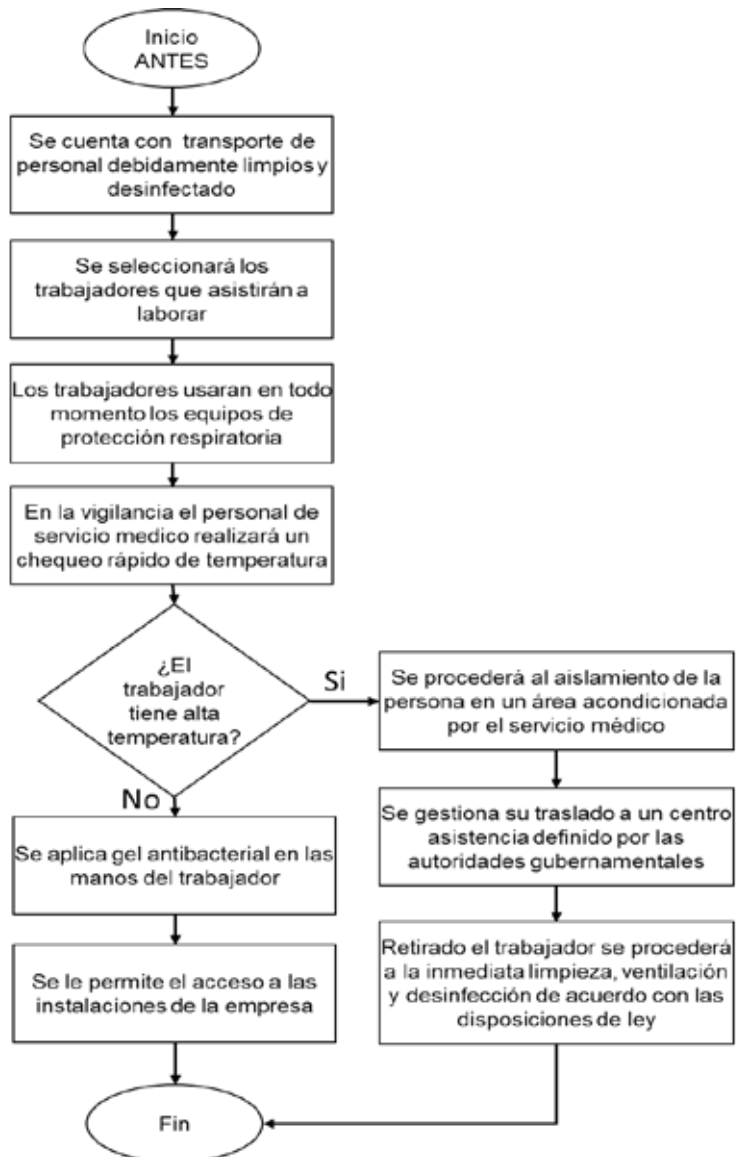 Inicio
ANTES
Se cuenta con transporte de
personal debidamente limpios y
desinfectado
Se seleccionará los
trabajadores que asistirán a
laborar
Los trabajadores usaran en todo
momento los equipos de
protección respiratoria
En la vigilancia el personal de
servicio medico realizará un
chequeo rápido de temperatura
¿El
trabajador
tiene alta
temperatura?
Si
Se procederá al aislamiento de la
persona en un área acondicionada
por el servicio médico
Se gestiona su traslado a un centro
asistencia definido por las
autoridades gubernamentales
Retirado el trabajador se procederá
a la inmediata limpieza, ventilación
y desinfección de acuerdo con las
disposiciones de ley
No
Se aplica gel antibacterial en las
manos del trabajador
Se le permite el acceso a las
instalaciones de la empresa
Fin